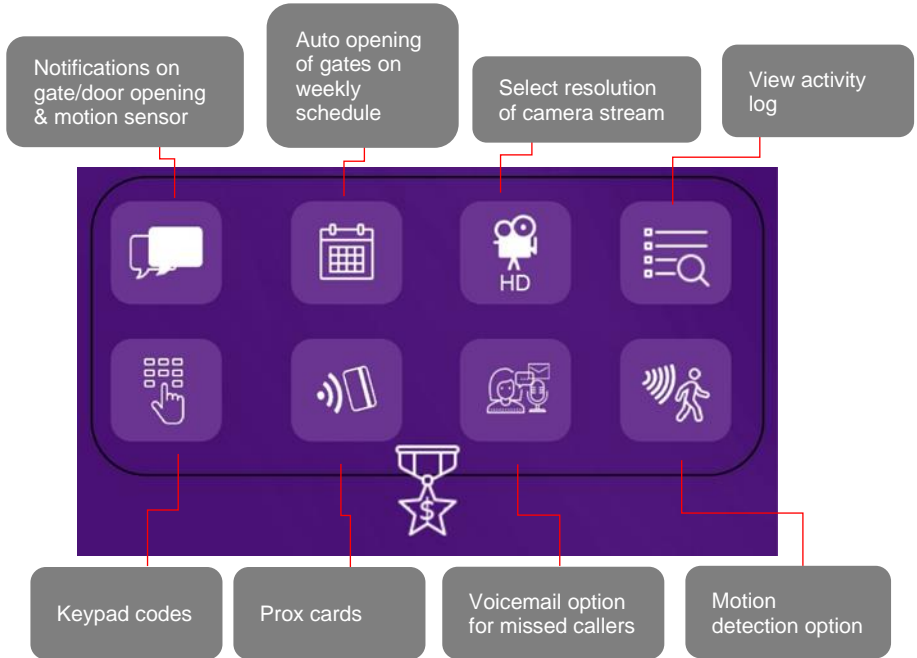 Notifications on
gate/door opening
& motion sensor
Auto opening
of gates on
weekly
schedule
Select resolution
of camera stream
View activity
log
HD
$
Keypad codes
Prox cards
Voicemail option
for missed callers
Motion
detection option